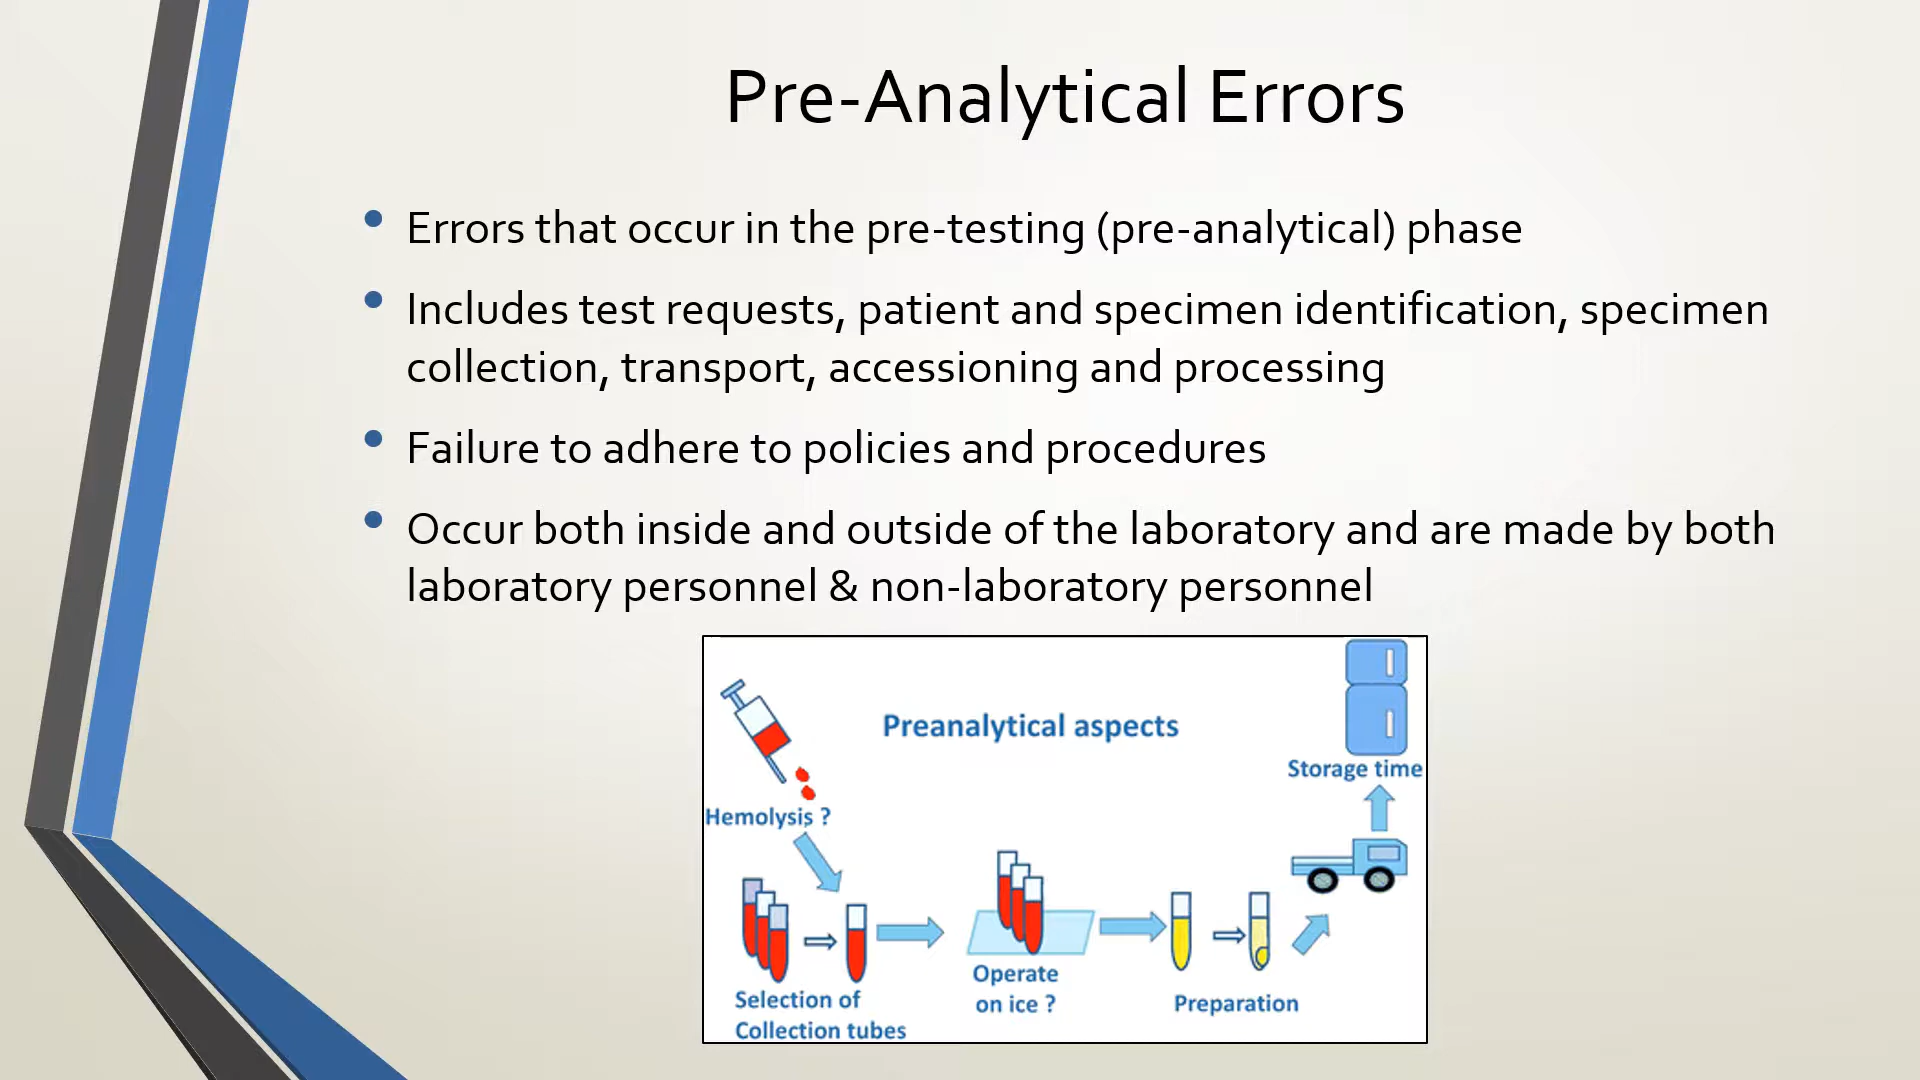 Pre-Analytical Errors
• Errors that occur in the pre-testing (pre-analytical) phase
• Includes test requests, patient and specimen identification, specimen
collection, transport, accessioning and processing
• Failure to adhere to policies and procedures
• Occur both inside and outside of the laboratory and are made by both
laboratory personnel & non-laboratory personnel
Preanalytical aspects
Storage time
Hemolysis ?
Operate
on ice ?
Selection of
Collection tubes
Preparation